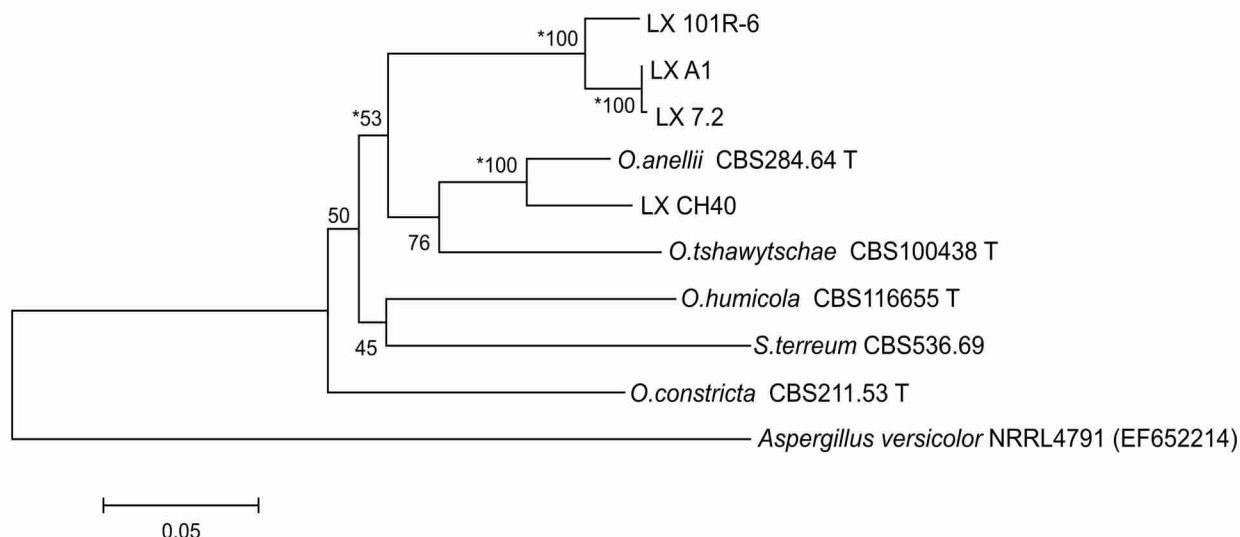 LX 101R-6
*100
LX A1
*100
LX 7.2
*53
O.anellii CBS284.64 T
*100
LX CH40
50
76
O.tshawytschae CBS100438 T
O.humicola CBS116655 T
45
S.terreum CBS536.69
O.constricta CBS211.53 T
Aspergillus versicolor NRRL4791 (EF652214)
0.05